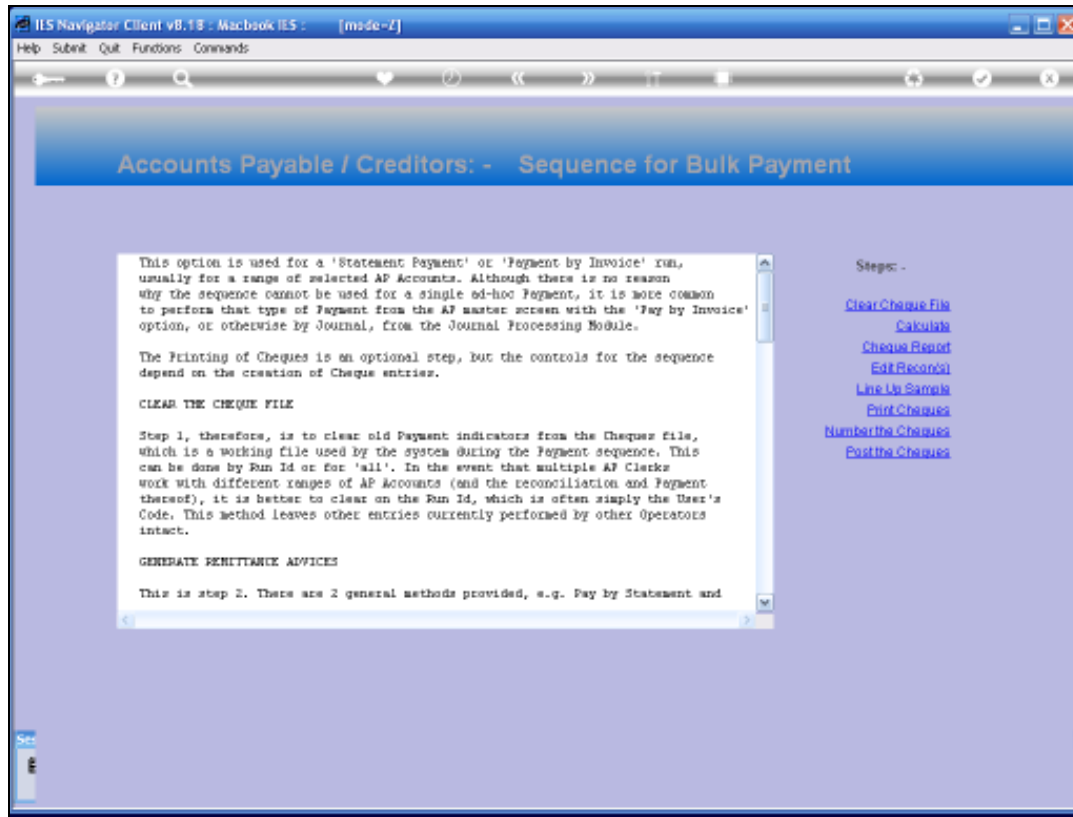 IES Navigator Client v8.18 : Macbook IES : [mode=Z]
Help Submit Quit Functions Commands
Accounts Payable / Creditors: - Sequence for Bulk Payment
This option is used for a 'Statement Payment' or 'Payment by Invoice' run,
usually for a range of selected AP Accounts. Although there is no reason
why the sequence cannot be used for a single ad-hoc Payment, it is more common
to perform that type of Payment from the AP master screen with the 'Pay by Invoice'
option, or otherwise by Journal, from the Journal Processing Module.
The Printing of Cheques is an optional step, but the controls for the sequence
depend on the creation of Cheque entries.
CLEAR THE CHEQUE FILE
Step 1, therefore, is to clear old Payment indicators from the Cheques file,
which is a working file used by the system during the Payment sequence. This
can be done by Run Id or for 'all'. In the event that multiple AP Clerks
work with different ranges of AP Accounts (and the reconciliation and Payment
thereof), it is better to clear on the Run Id, which is often simply the User's
Code. This method leaves other entries currently performed by other Operators
intact.
GENERATE REMITTANCE ADVICES
This is step 2. There are 2 general methods provided, e.g. Pay by Statement and
Steps: -
Clear Cheque File
Calculate
Cheque Report
Edit Recon(s)
Line Up Sample
Print Cheques
Number the Cheques
Post the Cheques
Ses